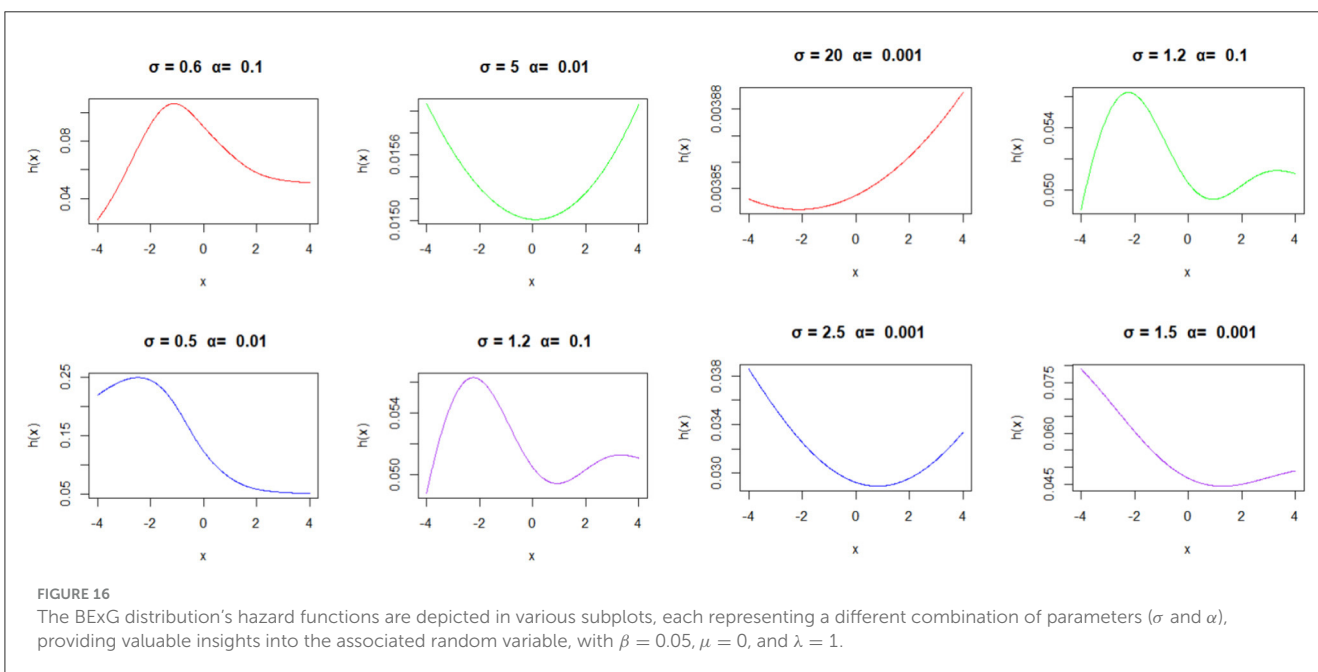 σ = 0.6 α= 0.1
h(x)
0.04 0.08
-4 -2 0 2 4
x
σ = 5 α= 0.01
h(x)
0.0150 0.0156
-4 -2 0 2 4
x
σ = 20 α= 0.001
h(x)
0.00385 0.00388
-4 -2 0 2 4
x
σ = 1.2 α= 0.1
h(x)
0.050 0.054
-4 -2 0 2 4
x
σ = 0.5 α= 0.01
h(x)
0.05 0.15 0.25
-4 -2 0 2 4
x
σ = 1.2 α= 0.1
h(x)
0.050 0.054
-4 -2 0 2 4
x
σ = 2.5 α= 0.001
h(x)
0.030 0.034 0.038
-4 -2 0 2 4
x
σ = 1.5 α= 0.001
h(x)
0.045 0.060 0.075
-4 -2 0 2 4
x
FIGURE 16
The BExG distribution's hazard functions are depicted in various subplots, each representing a different combination of parameters (σ and α),
providing valuable insights into the associated random variable, with β = 0.05, μ = 0, and λ = 1.